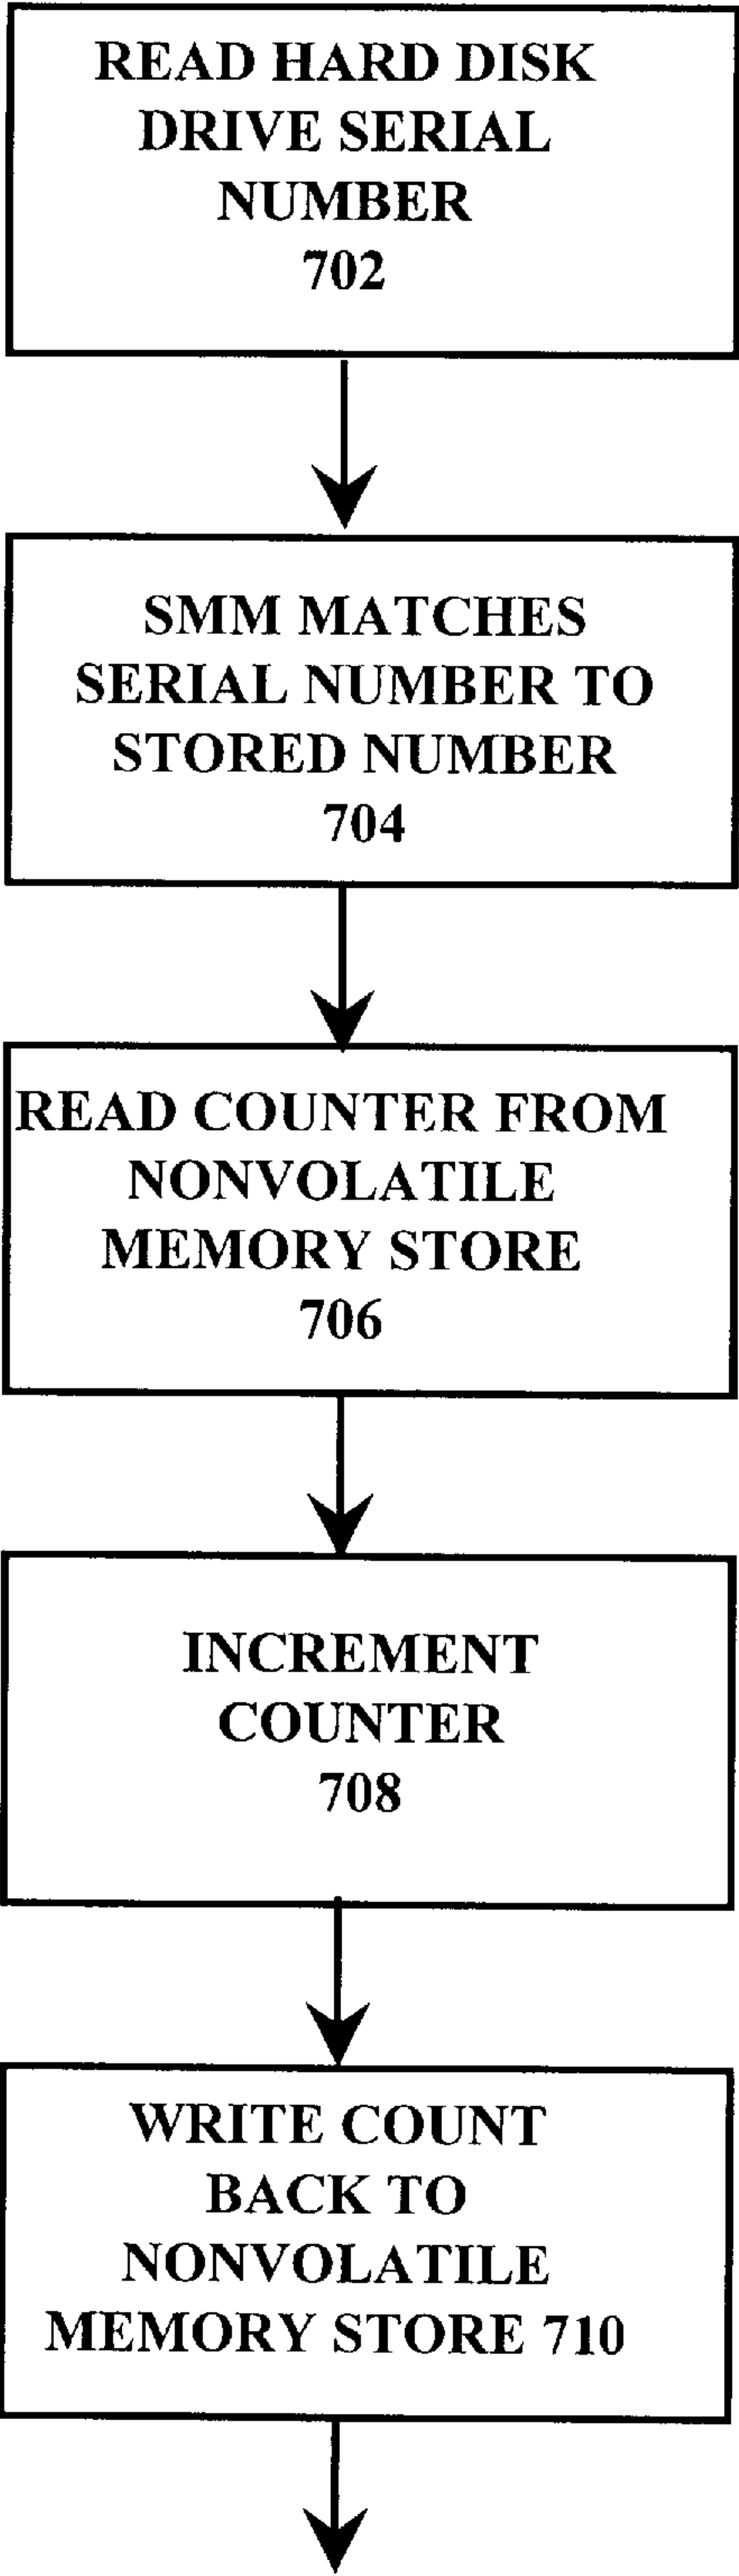 READ HARD DISK
DRIVE SERIAL
NUMBER
702
SMM MATCHES
SERIAL NUMBER TO
STORED NUMBER
704
READ COUNTER FROM
NONVOLATILE
MEMORY STORE
706
INCREMENT
COUNTER
708
WRITE COUNT
BACK TO
NONVOLATILE
MEMORY STORE 710